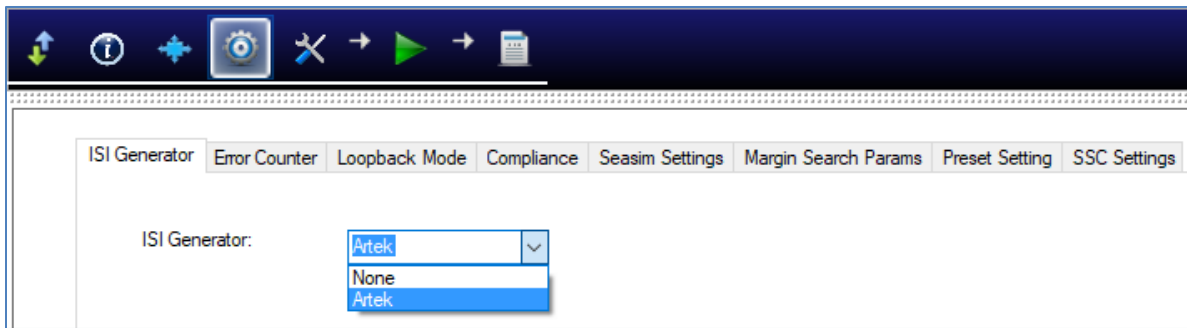 ISI Generator Error Counter Loopback Mode Compliance Seasim Settings Margin Search Params Preset Setting SSC Settings
ISI Generator: Artek
None
Artek